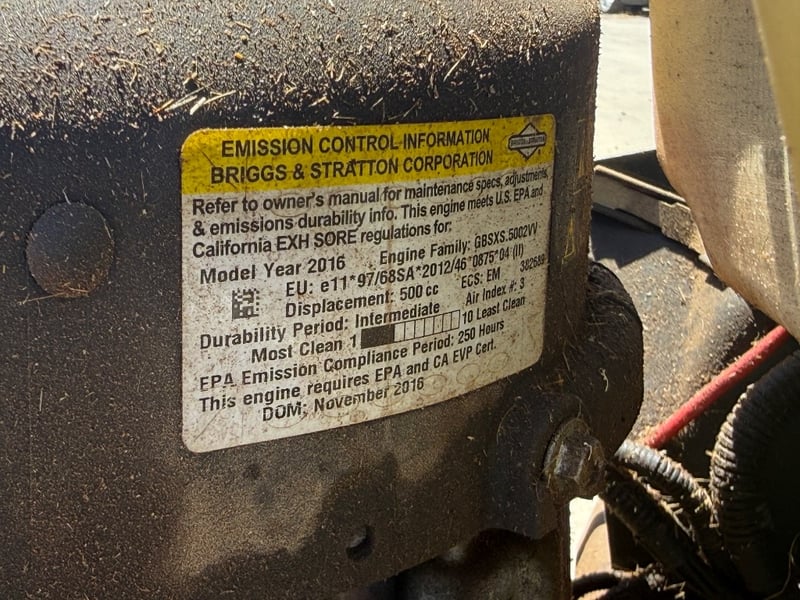 EMISSION CONTROL INFORMATION
BRIGGS & STRATTON CORPORATION
BRIGGS & STRATTON
Refer to owner's manual for maintenance specs, adjustments,
& emissions durability info. This engine meets U.S. EPA and
California EXH SORE regulations for:
Model Year 2016 Engine Family: GBSXS.5002VV
EU: e11*97/68SA*2012/46*0875*04 (II)
Displacement: 500 cc ECS: EM 382689
Durability Period: Intermediate Air Index #: 3
Most Clean 1 10 Least Clean
EPA Emission Compliance Period: 250 Hours
This engine requires EPA and CA EVP Cert.
DOM: November 2016